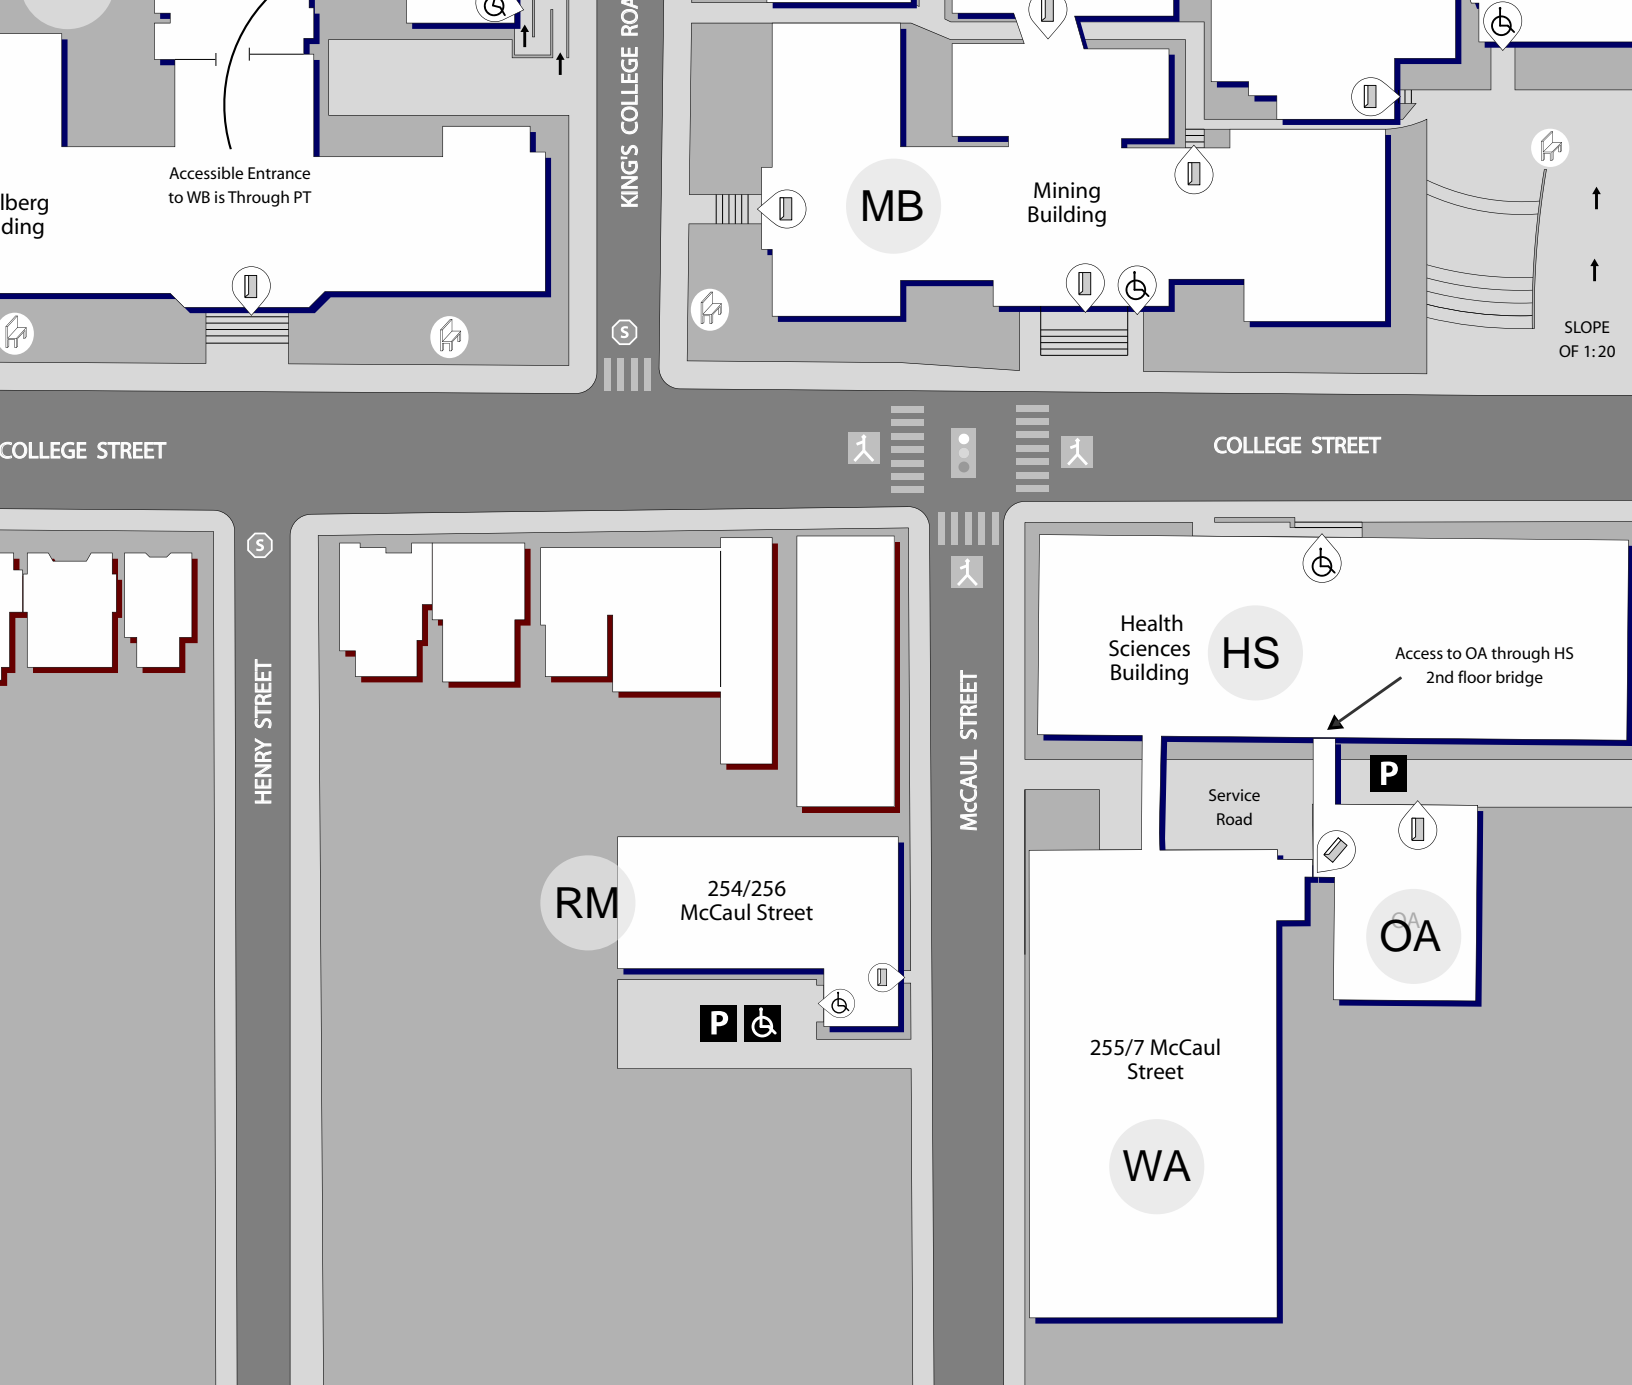 KING'S COLLEGE ROA
Accessible Entrance
to WB is Through PT
lberg
ding
MB
Mining
Building
SLOPE
OF 1:20
S
COLLEGE STREET
COLLEGE STREET
S
HENRY STREET
McCAUL STREET
Health
Sciences
Building
HS
Access to OA through HS
2nd floor bridge
P
Service
Road
RM
254/256
McCaul Street
OA
OA
P
255/7 McCaul
Street
WA